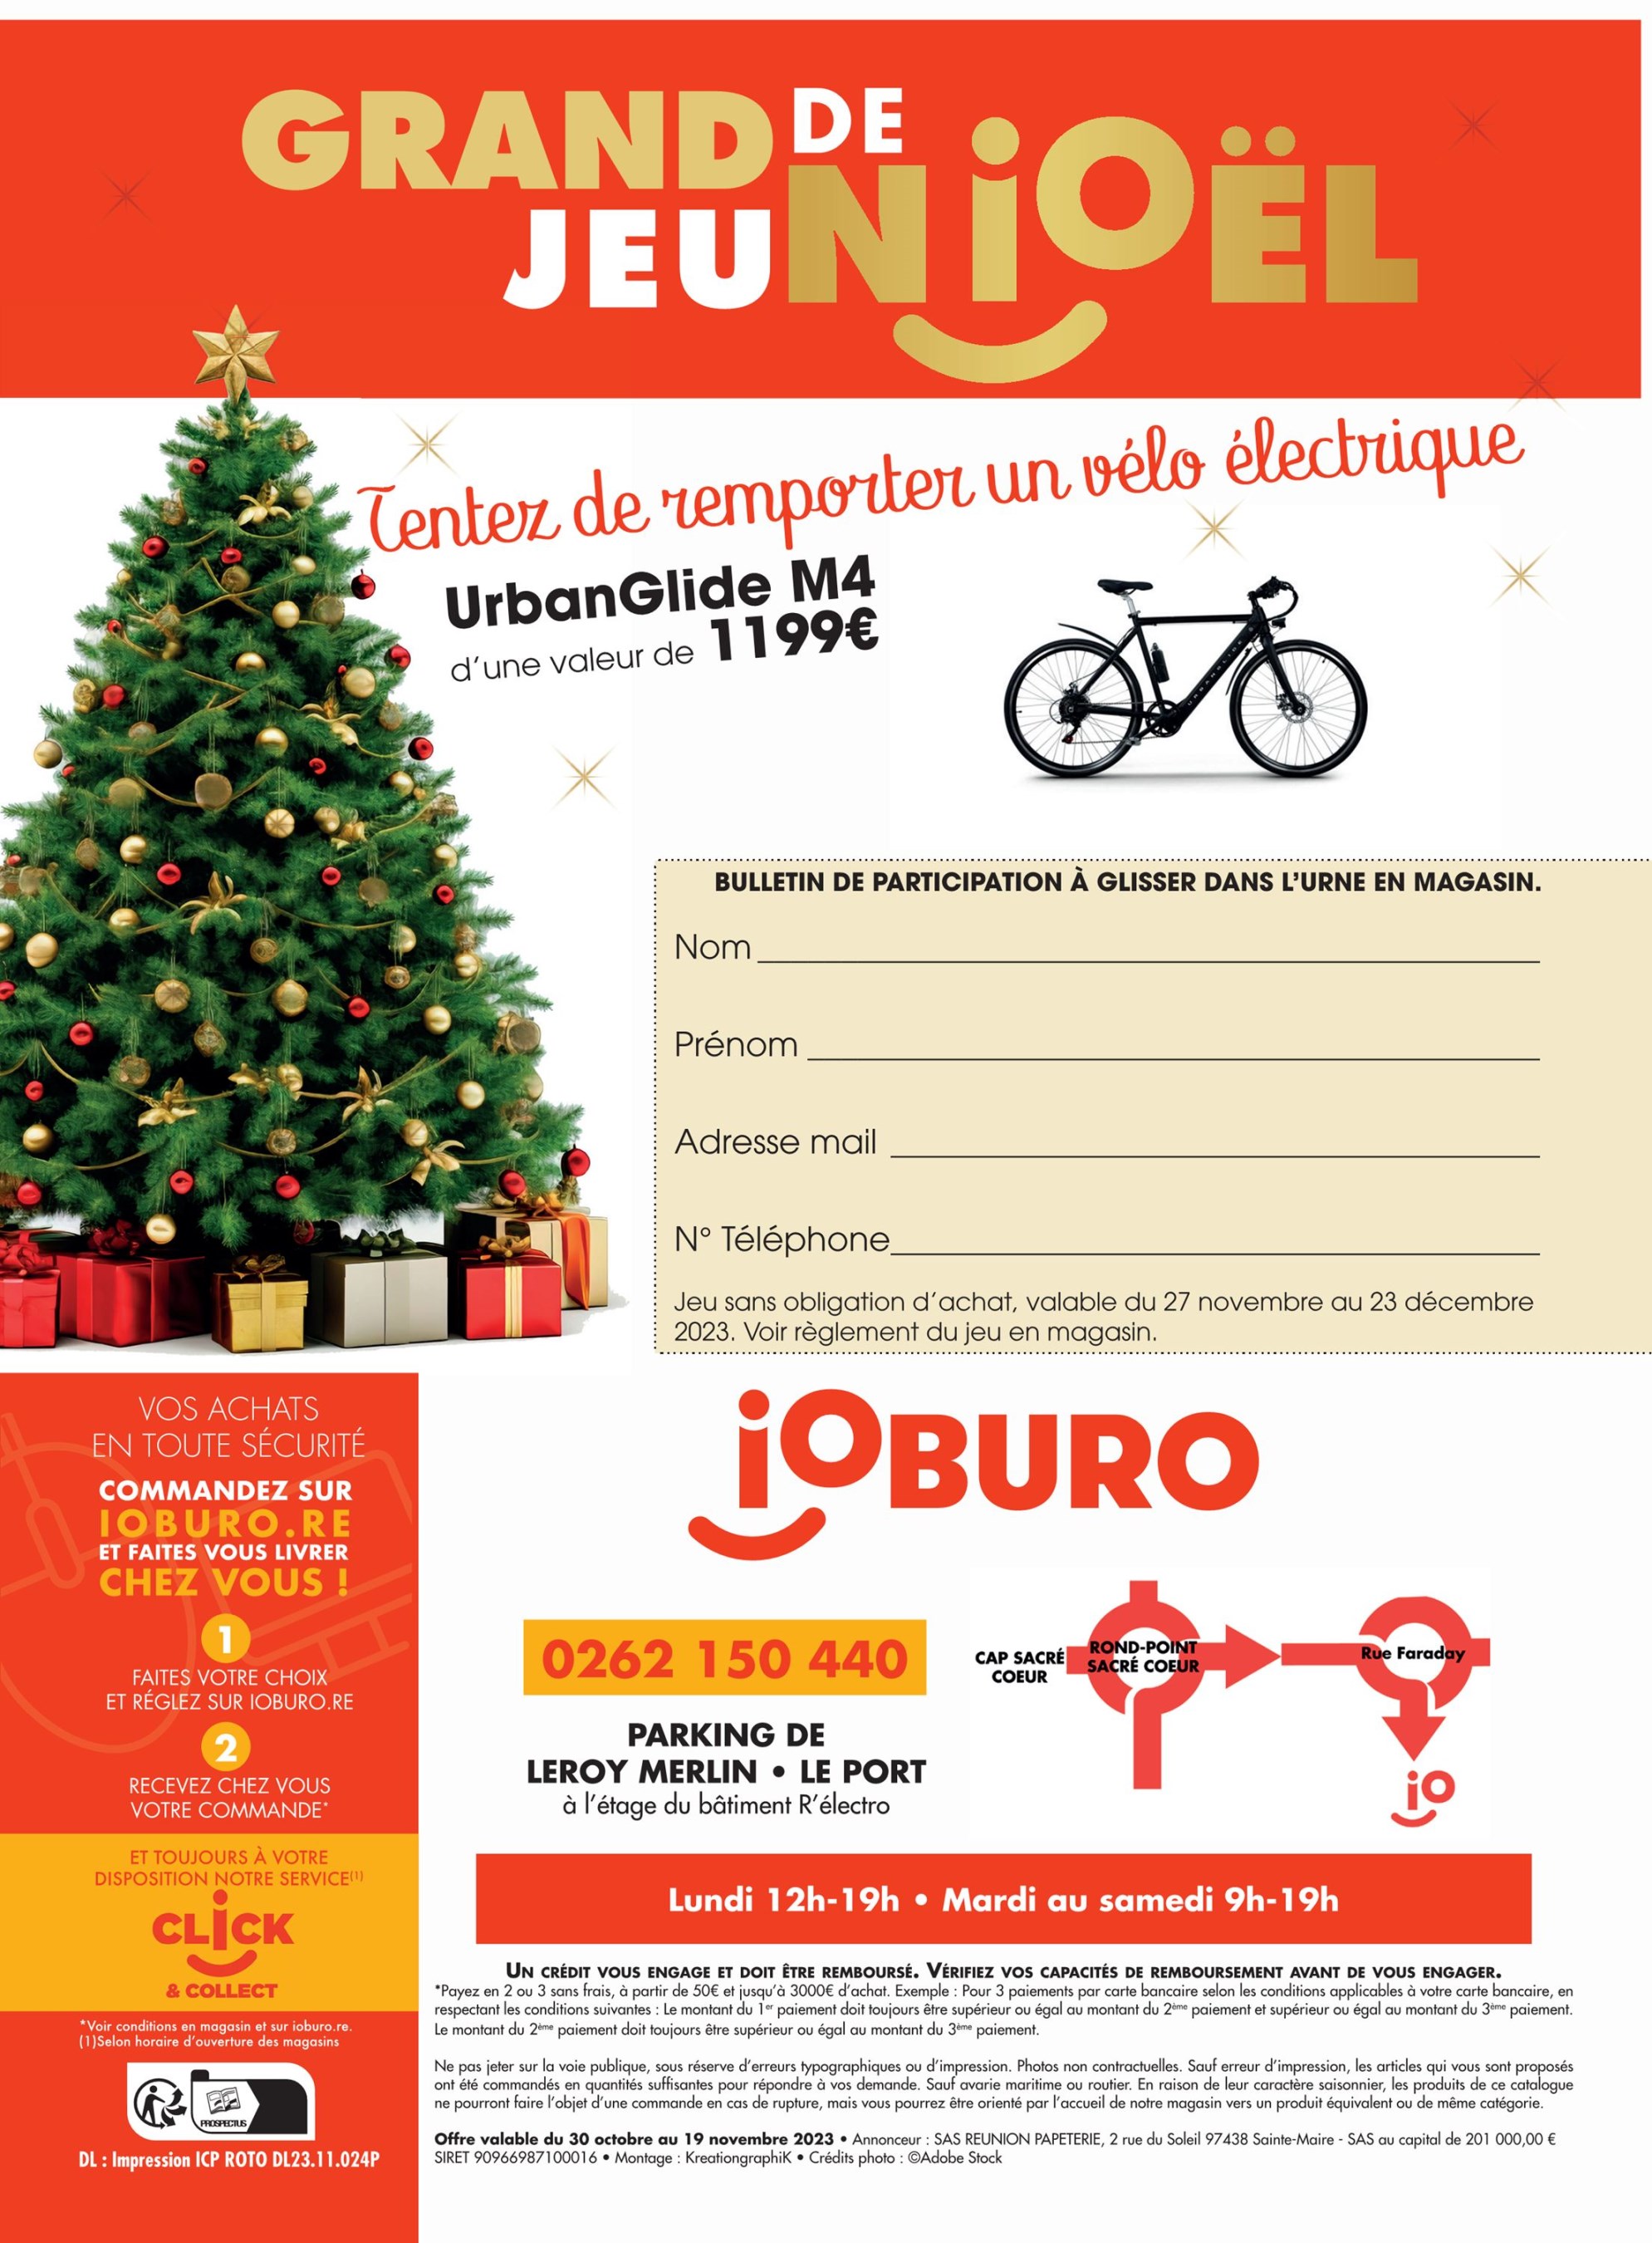 GRAND DE
JEU NiOËL
Tentez de remporter un vélo électrique
UrbanGlide M4
d'une valeur de 1199€
URBANGLIDE
BULLETIN DE PARTICIPATION À GLISSER DANS L'URNE EN MAGASIN.
Nom
Prénom
Adresse mail
N° Téléphone
Jeu sans obligation d'achat, valable du 27 novembre au 23 décembre
2023. Voir règlement du jeu en magasin.
VOS ACHATS
EN TOUTE SÉCURITÉ
COMMANDEZ SUR
IOBURO.RE
ET FAITES VOUS LIVRER
CHEZ VOUS !
1
FAITES VOTRE CHOIX
ET RÉGLEZ SUR IOBURO.RE
2
RECEVEZ CHEZ VOUS
VOTRE COMMANDE*
ET TOUJOURS À VOTRE
DISPOSITION NOTRE SERVICE(1)
CLiCK
& COLLECT
*Voir conditions en magasin et sur ioburo.re.
(1)Selon horaire d'ouverture des magasins
PROSPECTUS
DL : Impression ICP ROTO DL23.11.024P
iOBURO
0262 150 440
PARKING DE
LEROY MERLIN • LE PORT
à l'étage du bâtiment R'électro
CAP SACRÉ
COEUR
ROND-POINT
SACRÉ COEUR
Rue Faraday
iO
Lundi 12h-19h • Mardi au samedi 9h-19h
UN CRÉDIT VOUS ENGAGE ET DOIT ÊTRE REMBOURSÉ. VÉRIFIEZ VOS CAPACITÉS DE REMBOURSEMENT AVANT DE VOUS ENGAGER.
*Payez en 2 ou 3 sans frais, à partir de 50€ et jusqu'à 3000€ d'achat. Exemple : Pour 3 paiements par carte bancaire selon les conditions applicables à votre carte bancaire, en
respectant les conditions suivantes : Le montant du 1er paiement doit toujours être supérieur ou égal au montant du 2ème paiement et supérieur ou égal au montant du 3ème paiement.
Le montant du 2ème paiement doit toujours être supérieur ou égal au montant du 3ème paiement.
Ne pas jeter sur la voie publique, sous réserve d'erreurs typographiques ou d'impression. Photos non contractuelles. Sauf erreur d'impression, les articles qui vous sont proposés
ont été commandés en quantités suffisantes pour répondre à vos demande. Sauf avarie maritime ou routier. En raison de leur caractère saisonnier, les produits de ce catalogue
ne pourront faire l'objet d'une commande en cas de rupture, mais vous pourrez être orienté par l'accueil de notre magasin vers un produit équivalent ou de même catégorie.
Offre valable du 30 octobre au 19 novembre 2023 • Annonceur : SAS REUNION PAPETERIE, 2 rue du Soleil 97438 Sainte-Maire - SAS au capital de 201 000,00 €
SIRET 90966987100016 • Montage : KreationgraphiK • Crédits photo : ©Adobe Stock